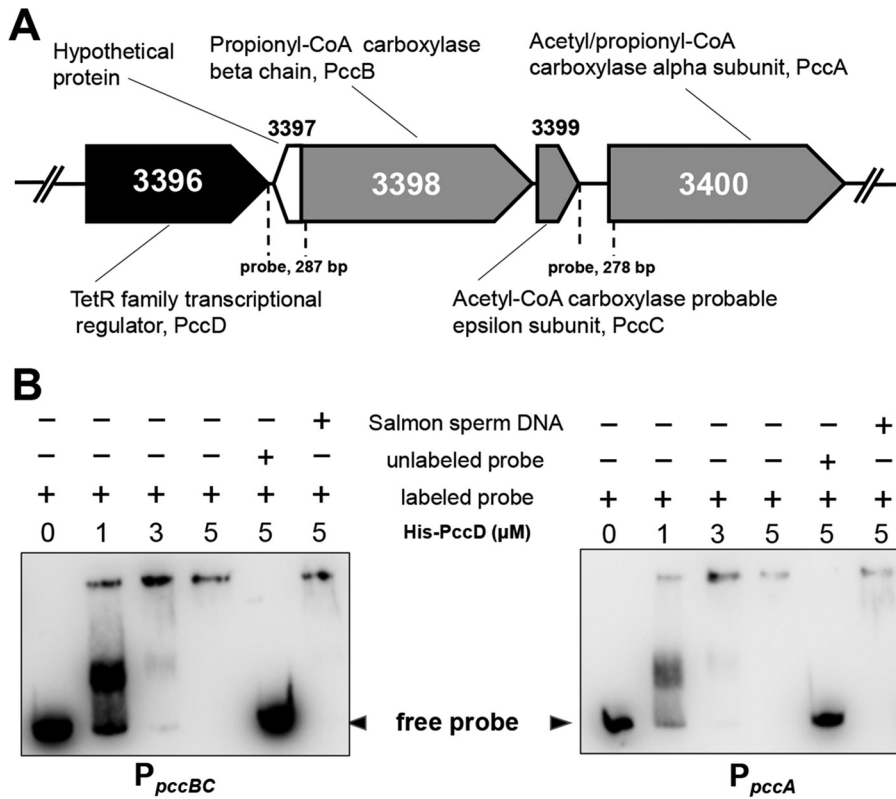 A
Hypothetical
protein
Propionyl-CoA carboxylase
beta chain, PccB
Acetyl/propionyl-CoA
carboxylase alpha subunit, PccA
3397
3399
3396
3398
3400
probe, 287 bp
probe, 278 bp
TetR family transcriptional
regulator, PccD
Acetyl-CoA carboxylase probable
epsilon subunit, PccC
B
− − − − − + Salmon sperm DNA − − − − − +
− − − − + − unlabeled probe − − − − + −
+ + + + + + labeled probe + + + + + +
0 1 3 5 5 5 His-PccD (µM) 0 1 3 5 5 5
free probe
PpccBC
PpccA